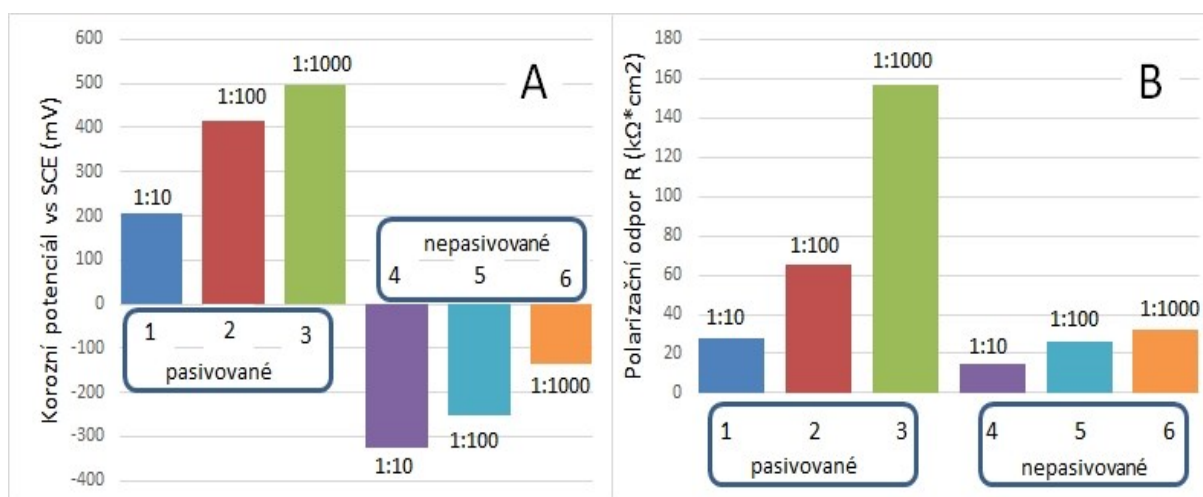 Korozní potenciál vs SCE (mV)
600
500
400
300
200
100
0
-100
-200
-300
-400
A
1:10
1:100
1:1000
nepasivované
4 5 6
1 2 3
pasivované
1:10
1:100
1:1000
Polarizační odpor R (kΩ*cm2)
180
160
140
120
100
80
60
40
20
0
B
1:10
1:100
1:1000
1:10
1:100
1:1000
1 2 3
pasivované
4 5 6
nepasivované